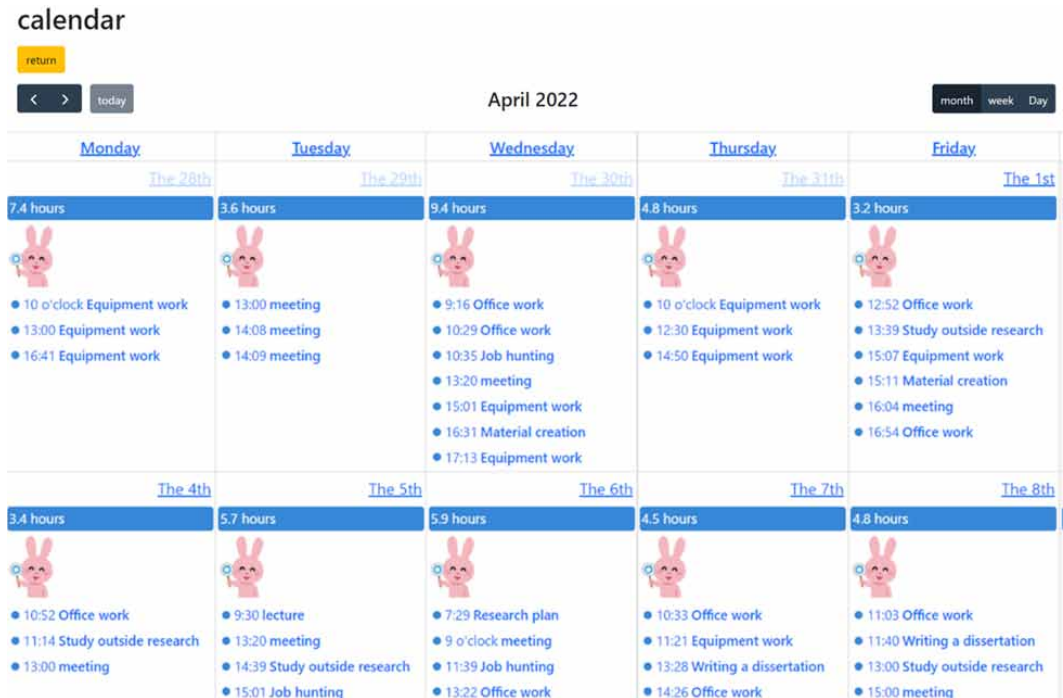 calendar
return
< > today
April 2022
month week Day
Monday Tuesday Wednesday Thursday Friday
The 28th The 29th The 30th The 31th The 1st
7.4 hours 3.6 hours 9.4 hours 4.8 hours 3.2 hours
10 o'clock Equipment work
13:00 Equipment work
16:41 Equipment work
13:00 meeting
14:08 meeting
14:09 meeting
9:16 Office work
10:29 Office work
10:35 Job hunting
13:20 meeting
15:01 Equipment work
16:31 Material creation
17:13 Equipment work
10 o'clock Equipment work
12:30 Equipment work
14:50 Equipment work
12:52 Office work
13:39 Study outside research
15:07 Equipment work
15:11 Material creation
16:04 meeting
16:54 Office work
The 4th The 5th The 6th The 7th The 8th
3.4 hours 5.7 hours 5.9 hours 4.5 hours 4.8 hours
10:52 Office work
11:14 Study outside research
13:00 meeting
9:30 lecture
13:20 meeting
14:39 Study outside research
15:01 Job hunting
7:29 Research plan
9 o'clock meeting
11:39 Job hunting
13:22 Office work
10:33 Office work
11:21 Equipment work
13:28 Writing a dissertation
14:26 Office work
11:03 Office work
11:40 Writing a dissertation
13:00 Study outside research
15:00 meeting